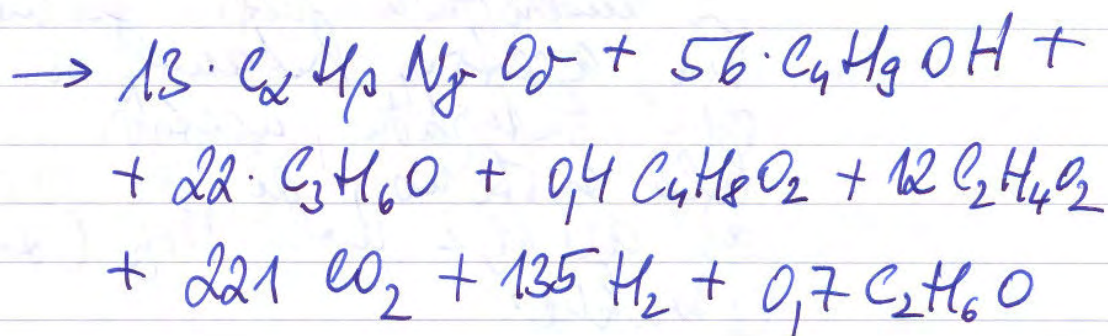 → 13 · CαHβNγOδ + 56 · C₄H₉OH +
+ 22 · C₃H₆O + 0,4 C₄H₈O₂ + 12 C₂H₄O₂
+ 221 CO₂ + 135 H₂ + 0,7 C₂H₆O